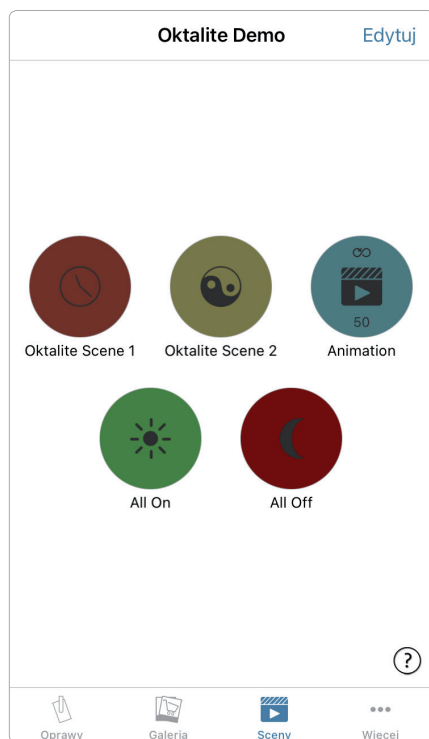 Oktalite Demo
Edytuj
Oktalite Scene 1
Oktalite Scene 2
50
Animation
All On
All Off
?
Oprawy
Galeria
Sceny
Więcej